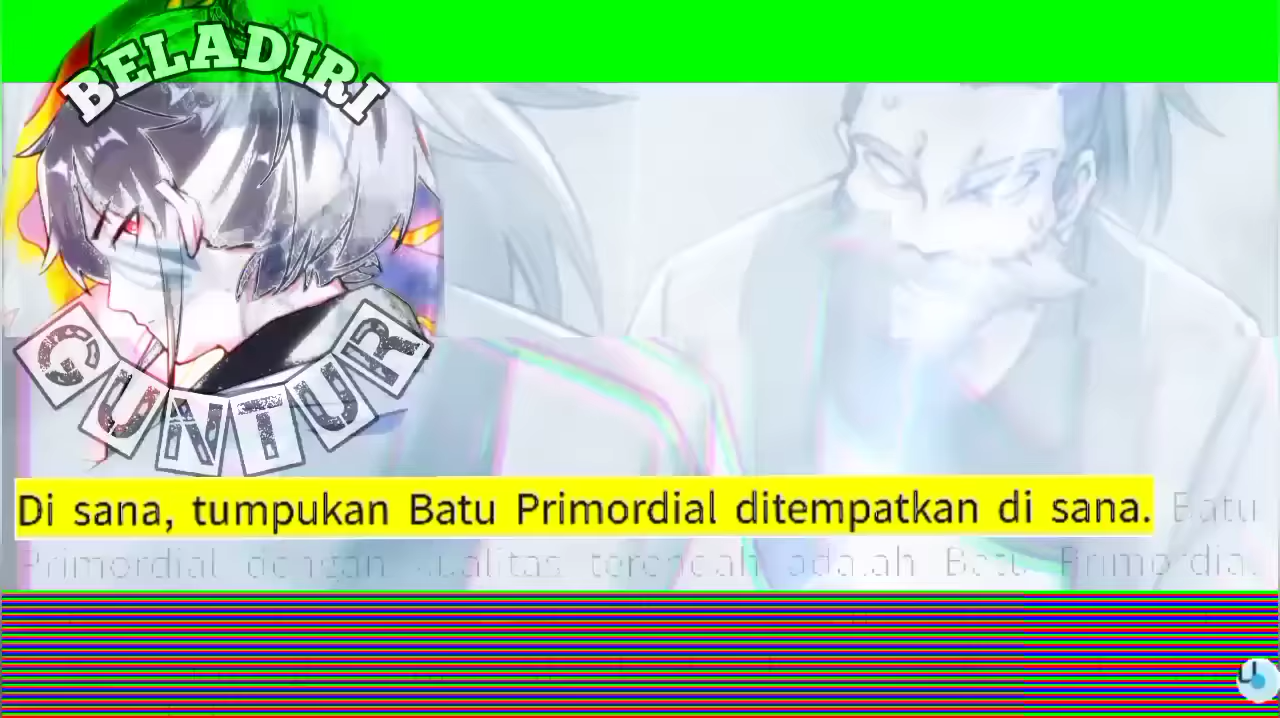 BELADIRI
GUNTUR
Di sana, tumpukan Batu Primordial ditempatkan di sana. Batu
Primordial dengan kualitas terendah adalah Batu Primordial